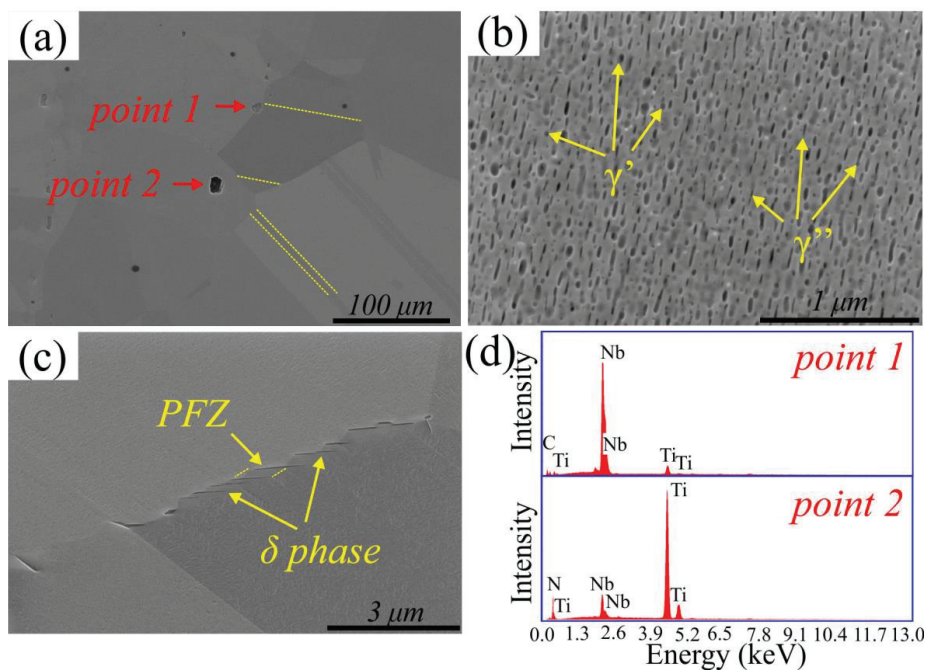 (a)
point 1
point 2
100 μm
(b)
γ’
γ’’
1 μm
(c)
PFZ
δ phase
3 μm
(d)
Intensity
point 1
Nb
C
Ti
Nb
Ti
Ti
Intensity
point 2
Ti
N
Ti
Nb
Nb
Ti
0.0 1.3 2.6 4.9 5.2 6.5 7.8 9.1 10.4 11.7 13.0
Energy (keV)